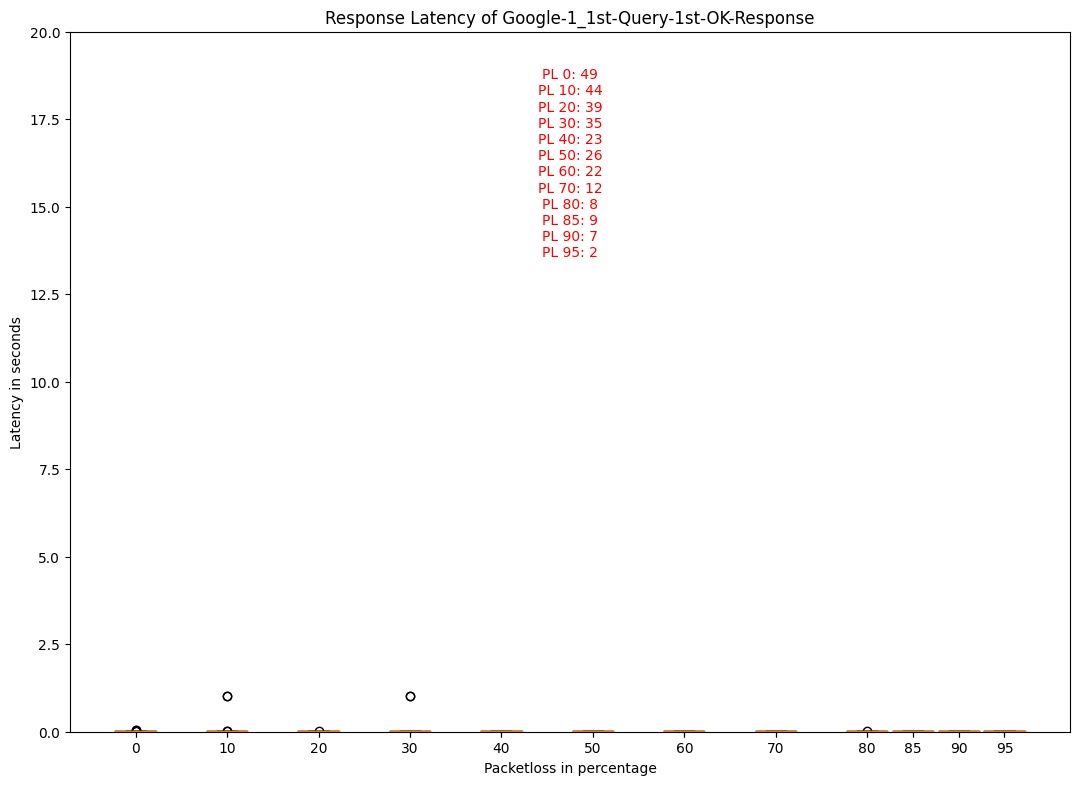 Response Latency of Google-1_1st-Query-1st-OK-Response
20.0
17.5
15.0
12.5
10.0
7.5
5.0
2.5
0.0
Latency in seconds
PL 0: 49
PL 10: 44
PL 20: 39
PL 30: 35
PL 40: 23
PL 50: 26
PL 60: 22
PL 70: 12
PL 80: 8
PL 85: 9
PL 90: 7
PL 95: 2
0 10 20 30 40 50 60 70 80 85 90 95
Packetloss in percentage